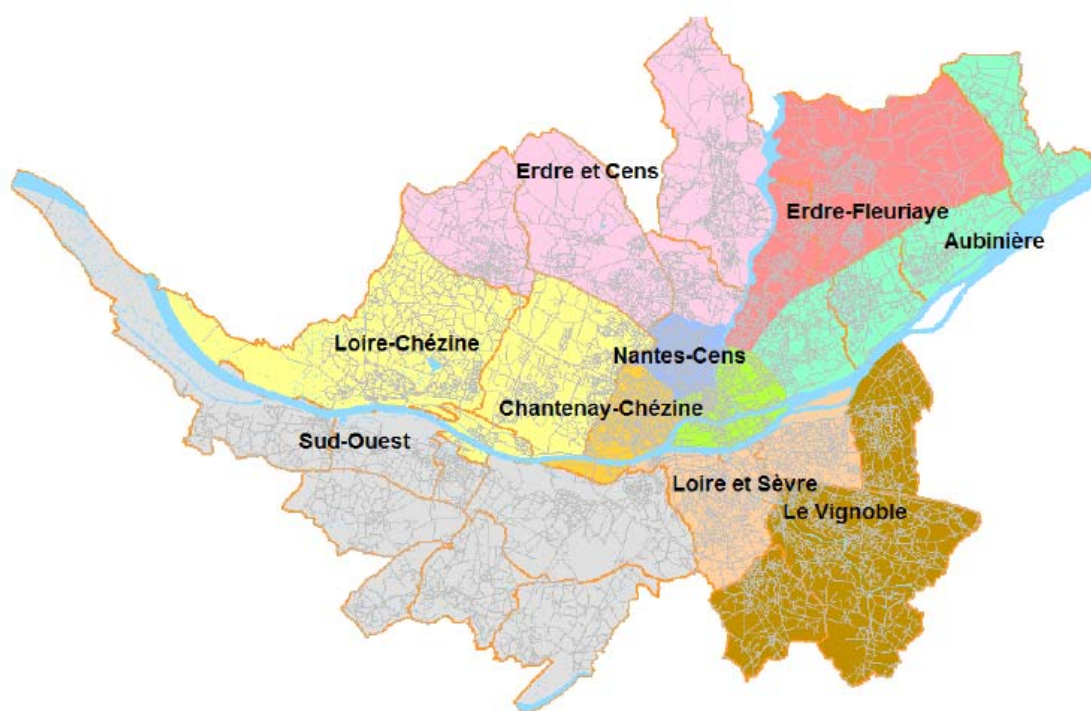 Erdre et Cens
Erdre-Fleuriaye
Aubinière
Loire-Chézine
Nantes-Cens
Chantenay-Chézine
Sud-Ouest
Loire et Sèvre
Le Vignoble